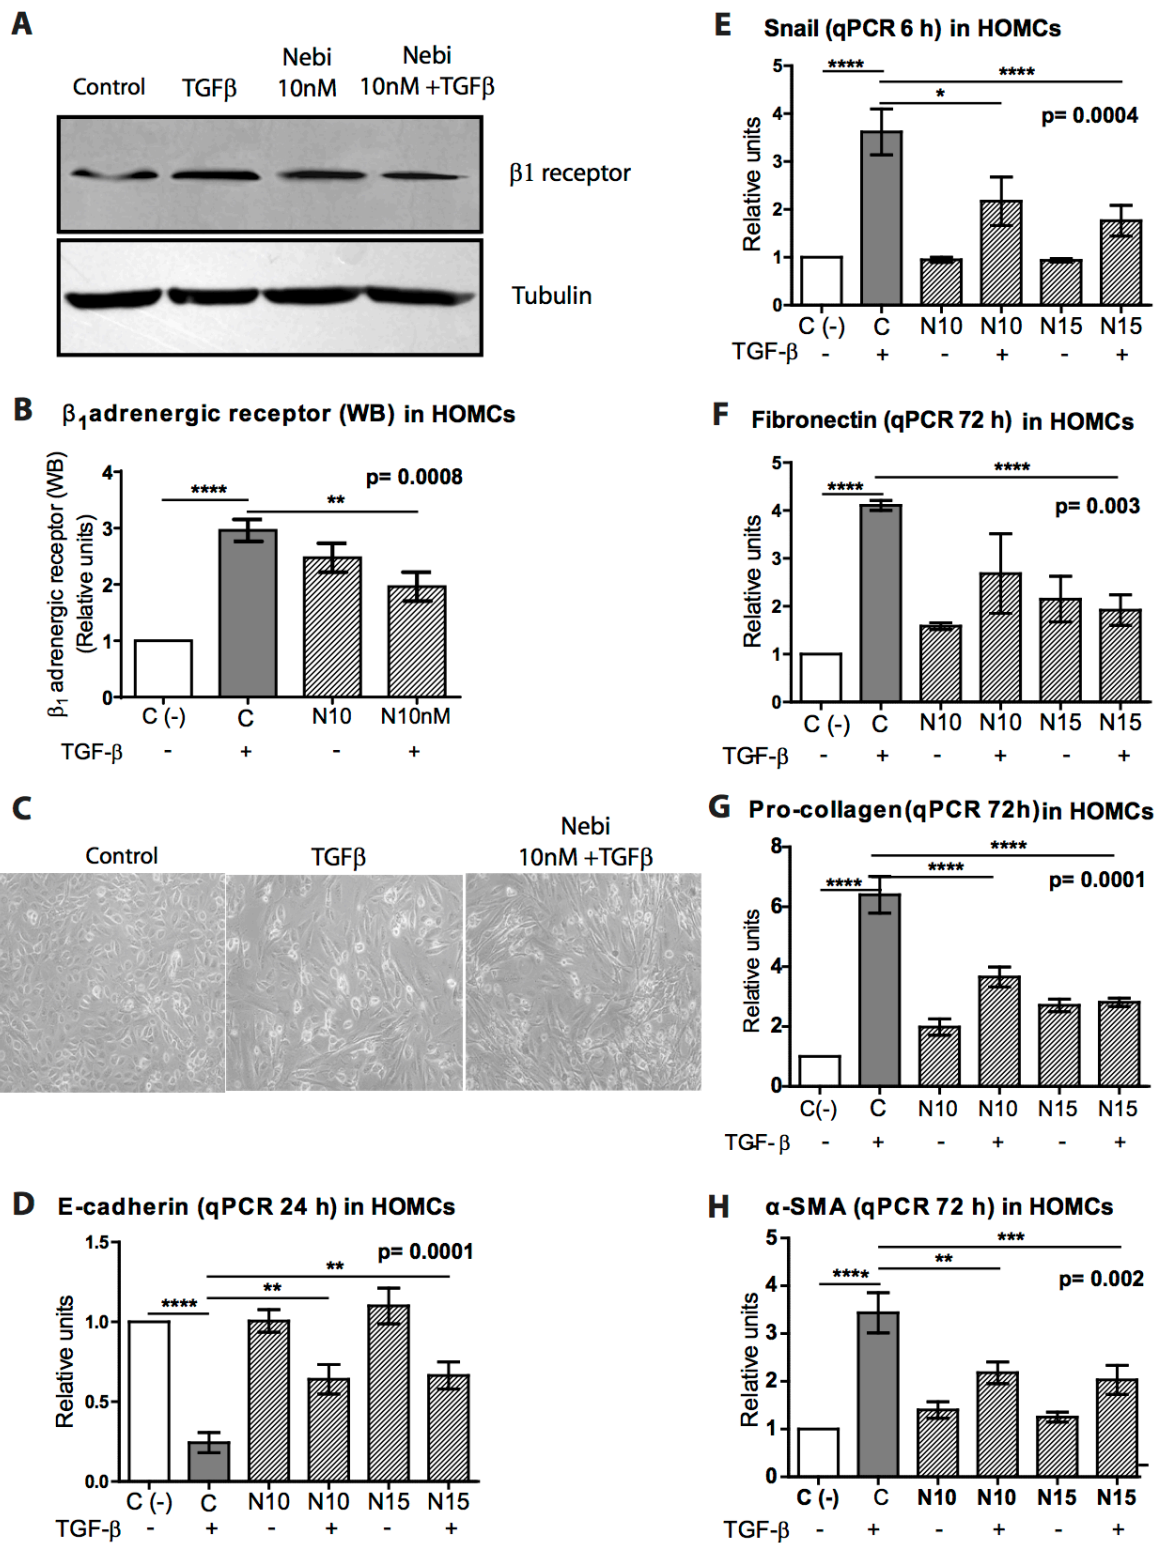 A
Control
TGFβ
Nebi
10nM
Nebi
10nM +TGFβ
β1 receptor
Tubulin
B
β1 adrenergic receptor (WB) in HOMCs
β1 adrenergic receptor (WB)
(Relative units)
4
3
2
1
0
p= 0.0008
****
**
C (-)
C
N10
N10nM
TGF-β
-
+
-
+
C
Control
TGFβ
Nebi
10nM +TGFβ
D
E-cadherin (qPCR 24 h) in HOMCs
Relative units
1.5
1.0
0.5
0.0
p= 0.0001
**
**
****
C (-)
C
N10
N10
N15
N15
TGF-β
-
+
-
+
-
+
E
Snail (qPCR 6 h) in HOMCs
Relative units
5
4
3
2
1
0
****
****
*
p= 0.0004
C (-)
C
N10
N10
N15
N15
TGF-β
-
+
-
+
-
+
F
Fibronectin (qPCR 72 h) in HOMCs
Relative units
5
4
3
2
1
0
****
****
p= 0.003
C (-)
C
N10
N10
N15
N15
TGF-β
-
+
-
+
-
+
G
Pro-collagen (qPCR 72h) in HOMCs
Relative units
8
6
4
2
0
****
****
****
p= 0.0001
C(-)
C
N10
N10
N15
N15
TGF-β
-
+
-
+
-
+
H
α-SMA (qPCR 72 h) in HOMCs
Relative units
5
4
3
2
1
0
***
**
****
p= 0.002
C (-)
C
N10
N10
N15
N15
TGF-β
-
+
-
+
-
+